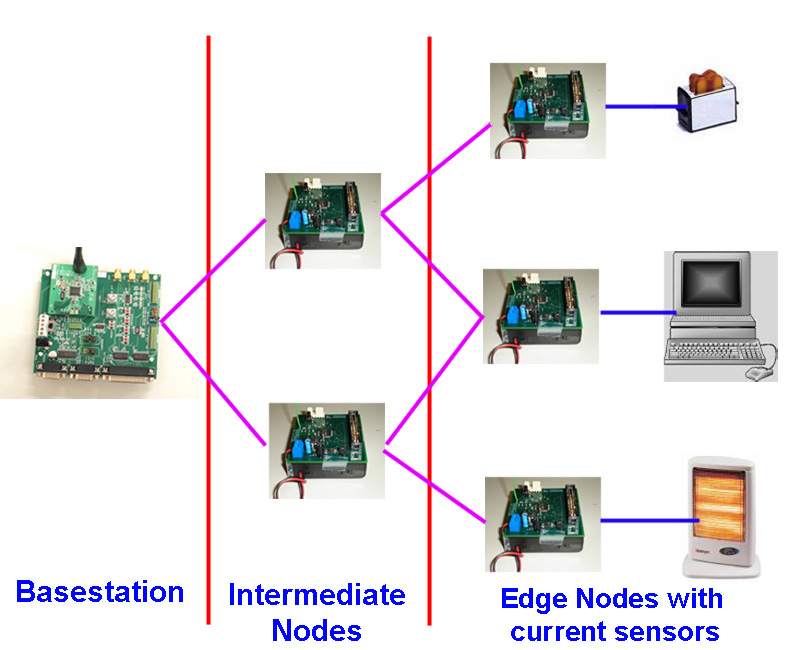 Basestation
Intermediate
Nodes
Edge Nodes with
current sensors